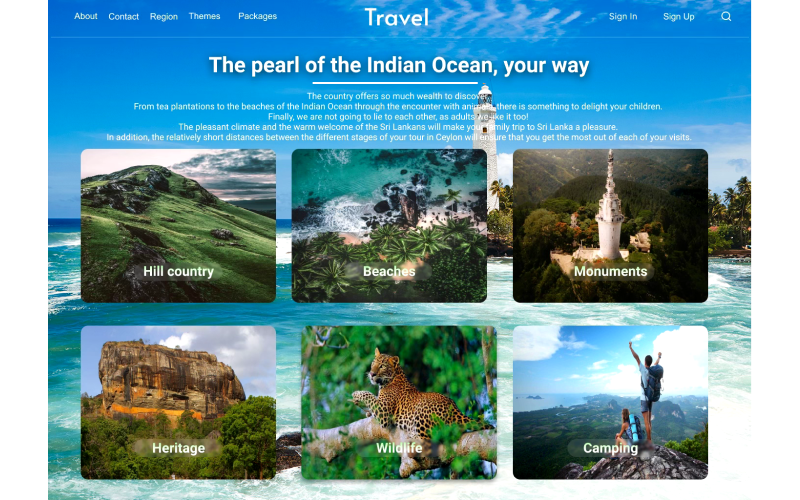 About Contact Region Themes Packages Travel Sign In Sign Up
The pearl of the Indian Ocean, your way
The country offers so much wealth to discover.
From tea plantations to the beaches of the Indian Ocean through the encounter with animals, there is something to delight your children.
Finally, we are not going to lie to each other, as adults we like it too!
The pleasant climate and the warm welcome of the Sri Lankans will make your family trip to Sri Lanka a pleasure.
In addition, the relatively short distances between the different stages of your tour in Ceylon will ensure that you get the most out of each of your visits.
Hill country
Beaches
Monuments
Heritage
Wildlife
Camping